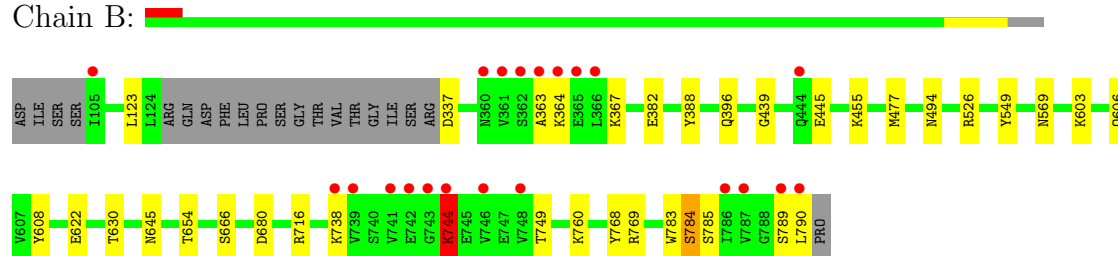 Chain B:
ASP ILE SER SER I105 L123 L124 ARG GLN ASP PHE LEU PRO SER GLY THR VAL THR GLY ILE SER ARG D337 N360 V361 S362 A363 K364 E365 L366 K367 E382 Y388 Q396 G439 Q444 E445 K455 M477 N494 R526 Y549 N569 K603
V607 Y608 E622 T630 N645 T654 S666 D680 R716 K738 V739 S740 V741 E742 G743 K744 E745 V746 E747 V748 T749 K760 Y768 R769 W783 S784 S785 I786 V787 G788 S789 L790 PRO